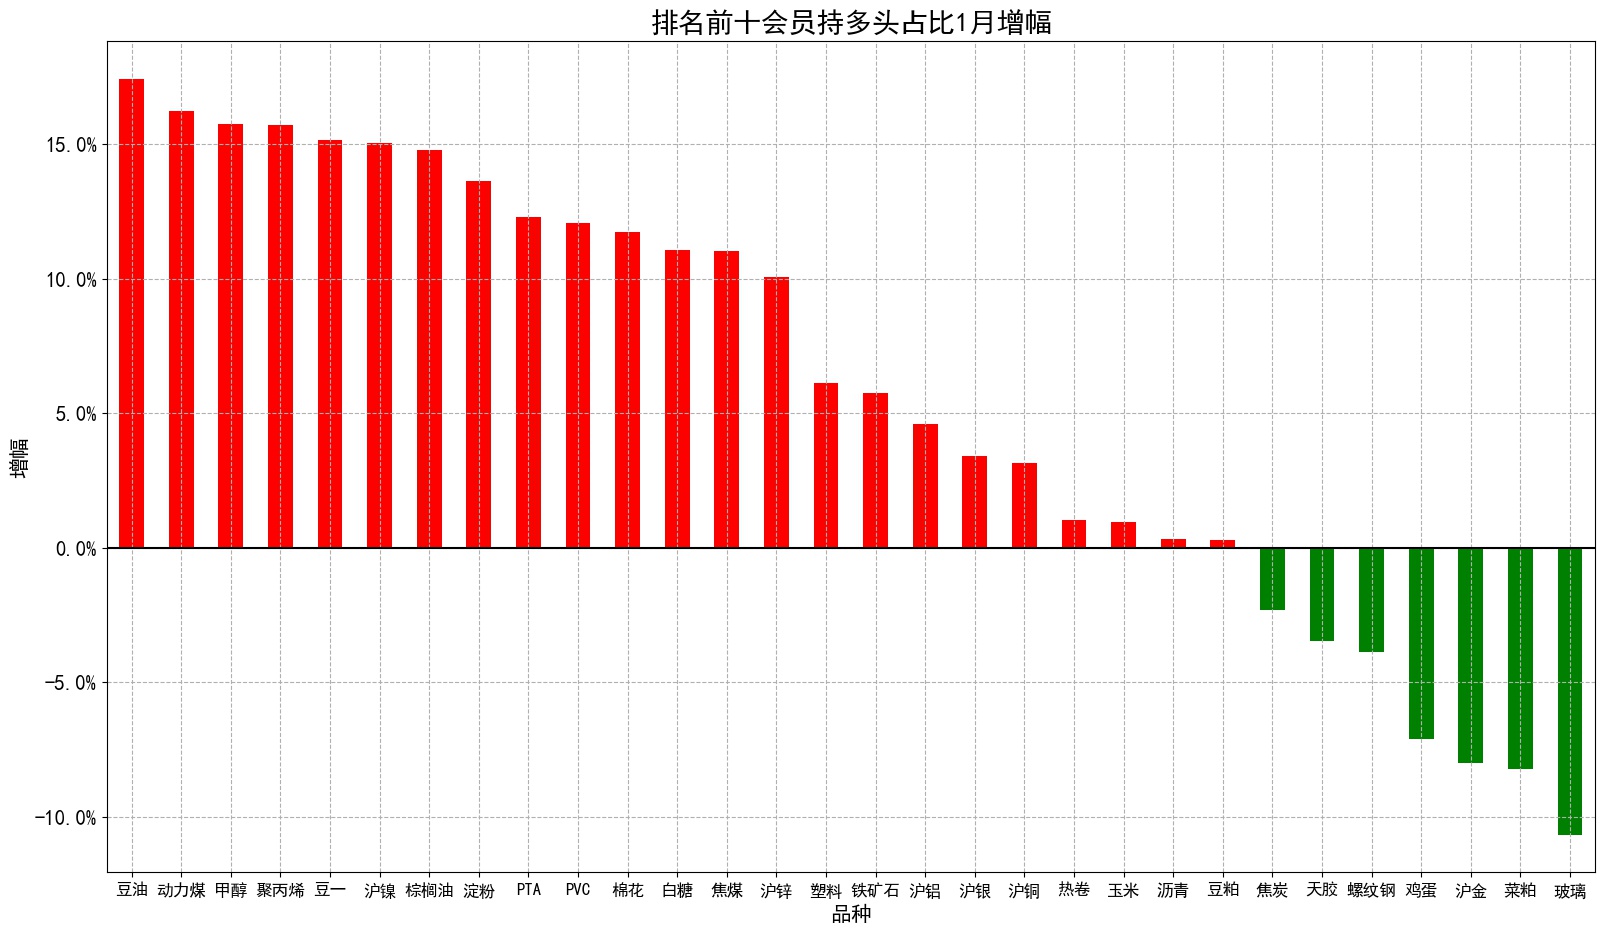 排名前十会员持多头占比1月增幅
15.0%
10.0%
5.0%
0.0%
−5.0%
−10.0%
增幅
豆油 动力煤 甲醇 聚丙烯 豆一 沪镍 棕榈油 淀粉 PTA PVC 棉花 白糖 焦煤 沪锌 塑料 铁矿石 沪铝 沪银 沪铜 热卷 玉米 沥青 豆粕 焦炭 天胶 螺纹钢 鸡蛋 沪金 菜粕 玻璃
品种